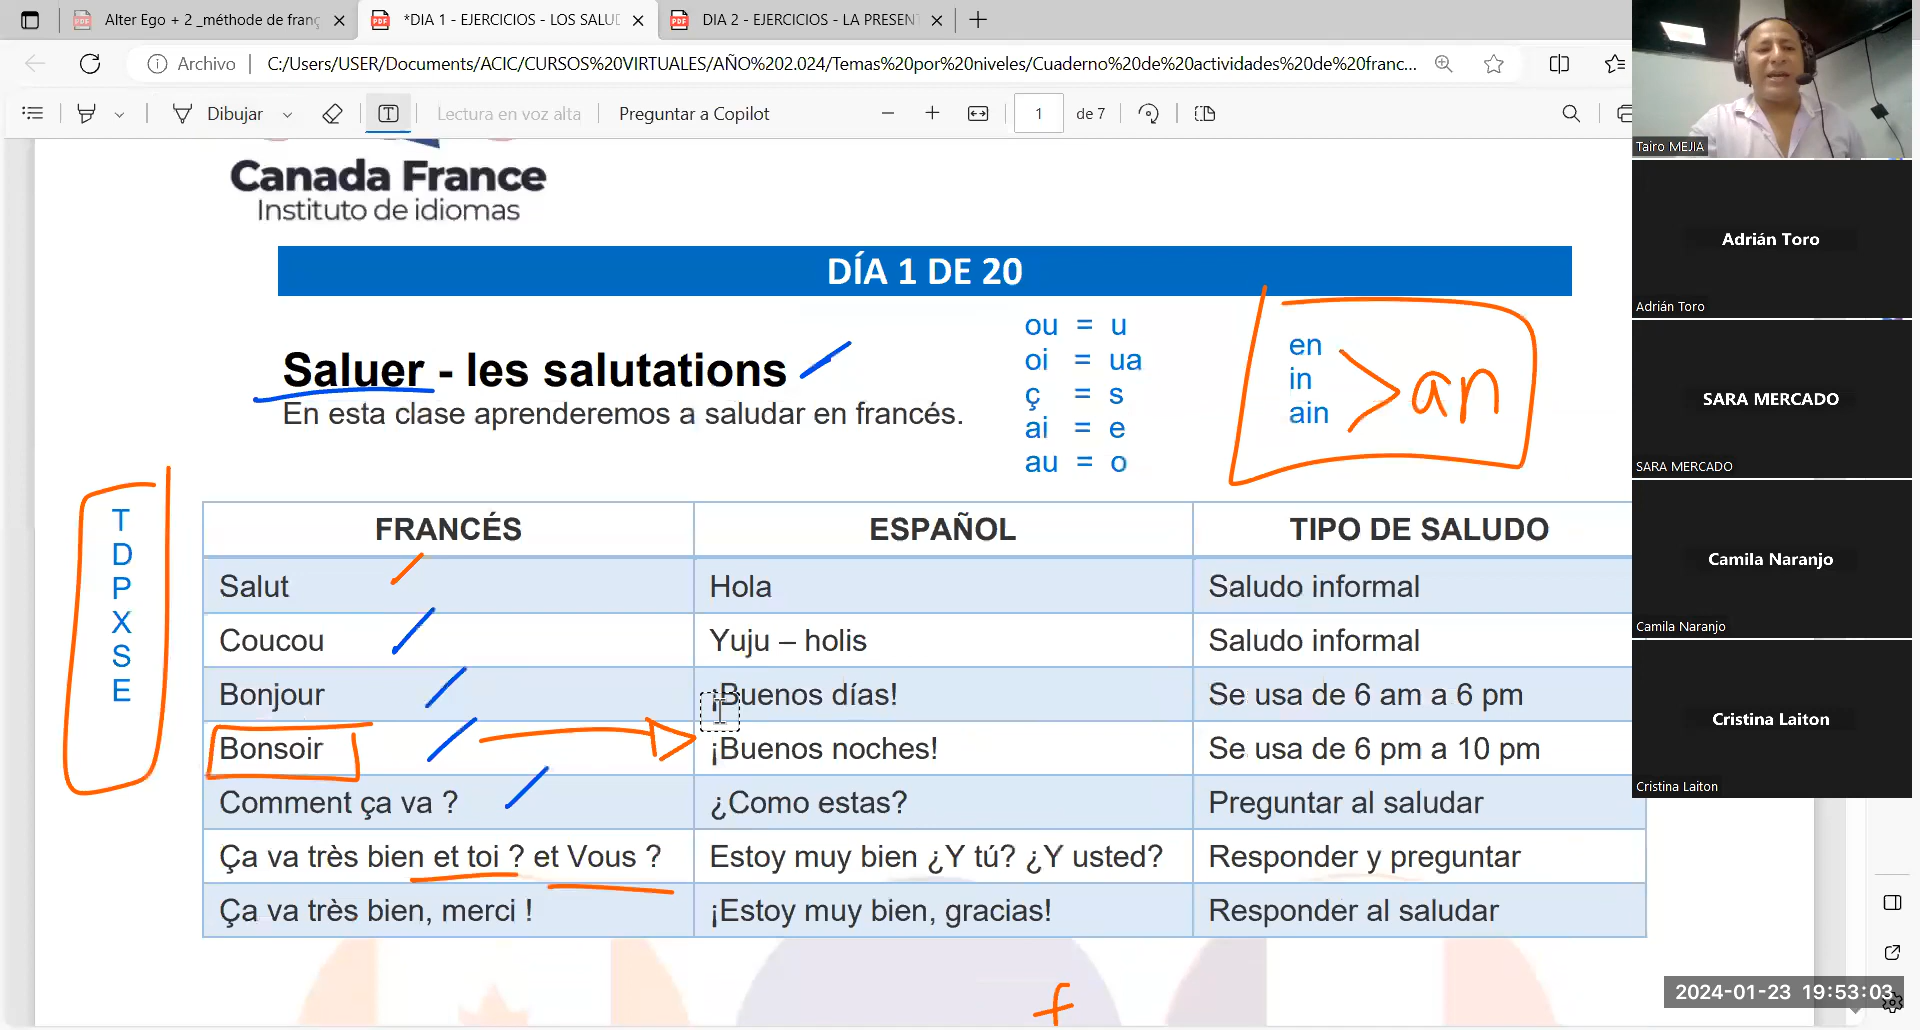 Alter Ego + 2 _méthode de franç
*DIA 1 - EJERCICIOS - LOS SALUD
DIA 2 - EJERCICIOS - LA PRESENT
Archivo
C:/Users/USER/Documents/ACIC/CURSOS%20VIRTUALES/AÑO%202.024/Temas%20por%20niveles/Cuaderno%20de%20actividades%20de%20franc...
Dibujar
Lectura en voz alta
Preguntar a Copilot
1
de 7
Canada France
Instituto de idiomas
DÍA 1 DE 20
Saluer - les salutations
En esta clase aprenderemos a saludar en francés.
ou = u
oi = ua
ç = s
ai = e
au = o
en
in
ain
an
T
D
P
X
S
E
FRANCÉS ESPAÑOL TIPO DE SALUDO
Salut Hola Saludo informal
Coucou Yuju – holis Saludo informal
Bonjour ¡Buenos días! Se usa de 6 am a 6 pm
Bonsoir ¡Buenos noches! Se usa de 6 pm a 10 pm
Comment ça va ? ¿Como estas? Preguntar al saludar
Ça va très bien et toi ? et Vous ? Estoy muy bien ¿Y tú? ¿Y usted? Responder y preguntar
Ça va très bien, merci ! ¡Estoy muy bien, gracias! Responder al saludar
f
Tairo MEJIA
Adrián Toro
Adrián Toro
SARA MERCADO
SARA MERCADO
Camila Naranjo
Camila Naranjo
Cristina Laiton
Cristina Laiton
2024-01-23 19:53:03